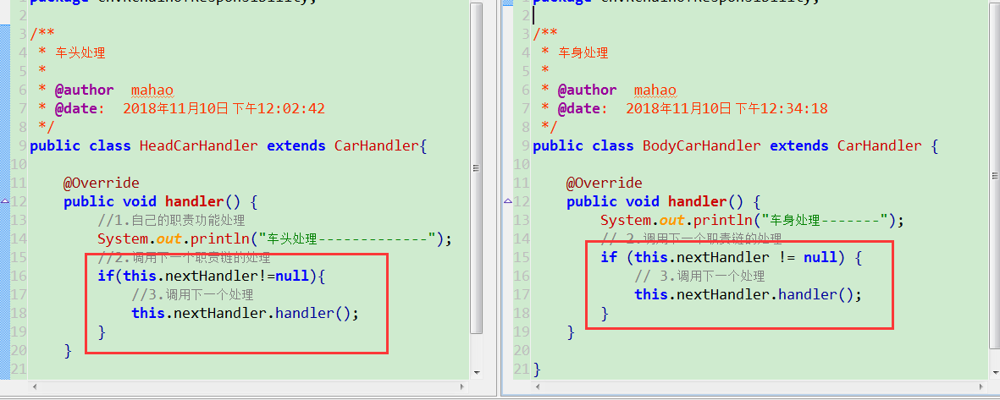 2
3 /**
4 * 车头处理
5 *
6 * @author mahao
7 * @date: 2018年11月10日 下午12:02:42
8 */
9 public class HeadCarHandler extends CarHandler{
10
11 @Override
12 public void handler() {
13 //1.自己的职责功能处理
14 System.out.println("车头处理-------------");
15 //2.调用下一个职责链的处理
16 if(this.nextHandler!=null){
17 //3.调用下一个处理
18 this.nextHandler.handler();
19 }
20 }
21
2
3 /**
4 * 车身处理
5 *
6 * @author mahao
7 * @date: 2018年11月10日 下午12:34:18
8 */
9 public class BodyCarHandler extends CarHandler {
10
11 @Override
12 public void handler() {
13 System.out.println("车身处理-------");
14 // 2.调用下一个职责链的处理
15 if (this.nextHandler != null) {
16 // 3.调用下一个处理
17 this.nextHandler.handler();
18 }
19 }
20
21 }